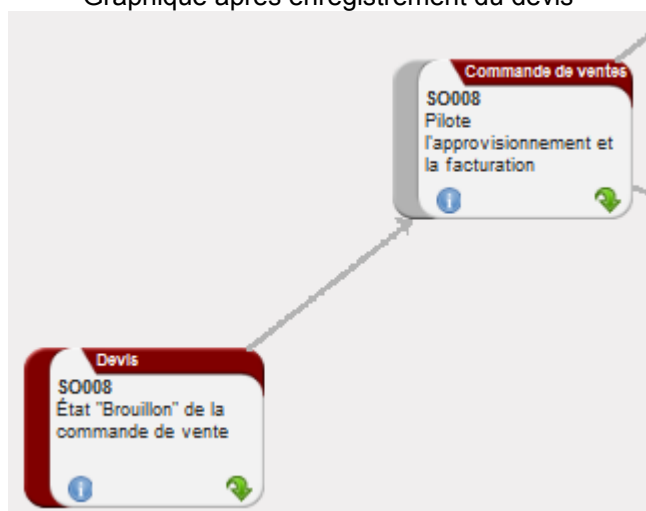 Graphique après enregistrement du devis
Commande de ventes
SO008
Pilote
l'approvisionnement et
la facturation
Devis
SO008
État "Brouillon" de la
commande de vente